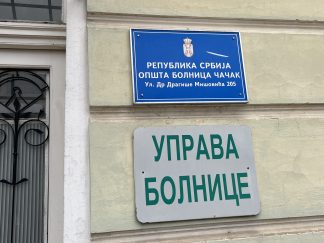 РЕПУБЛИКА СРБИЈА
ОПШТА БОЛНИЦА ЧАЧАК
Ул. Др Драгише Мишовића 205
УПРАВА
БОЛНИЦЕ